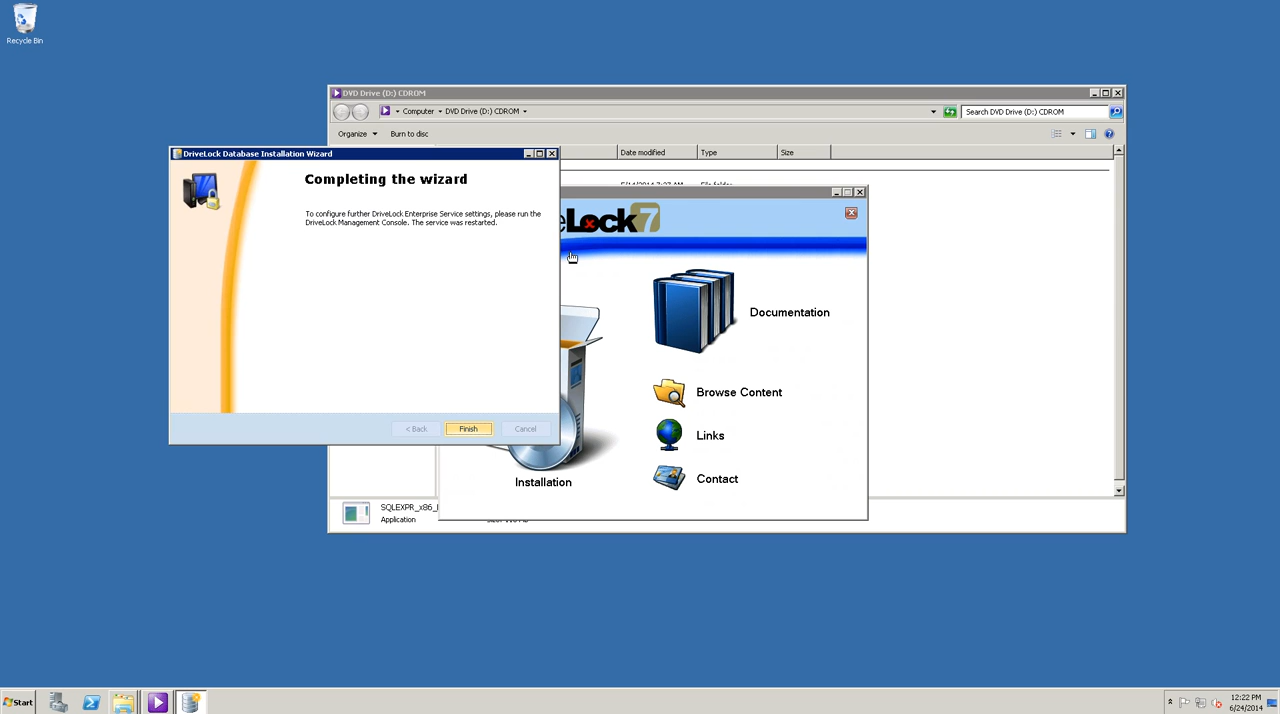 Recycle Bin
DVD Drive (D:) CDROM
Computer
DVD Drive (D:) CDROM
Search DVD Drive (D:) CDROM
Organize
Burn to disc
Date modified
Type
Size
DriveLock Database Installation Wizard
Completing the wizard
To configure further DriveLock Enterprise Service settings, please run the
DriveLock Management Console. The service was restarted.
< Back
Finish
Cancel
eLock7
Documentation
Browse Content
Links
Contact
Installation
SQLEXPR_x86_
Application
Start
12:22 PM
6/24/2014